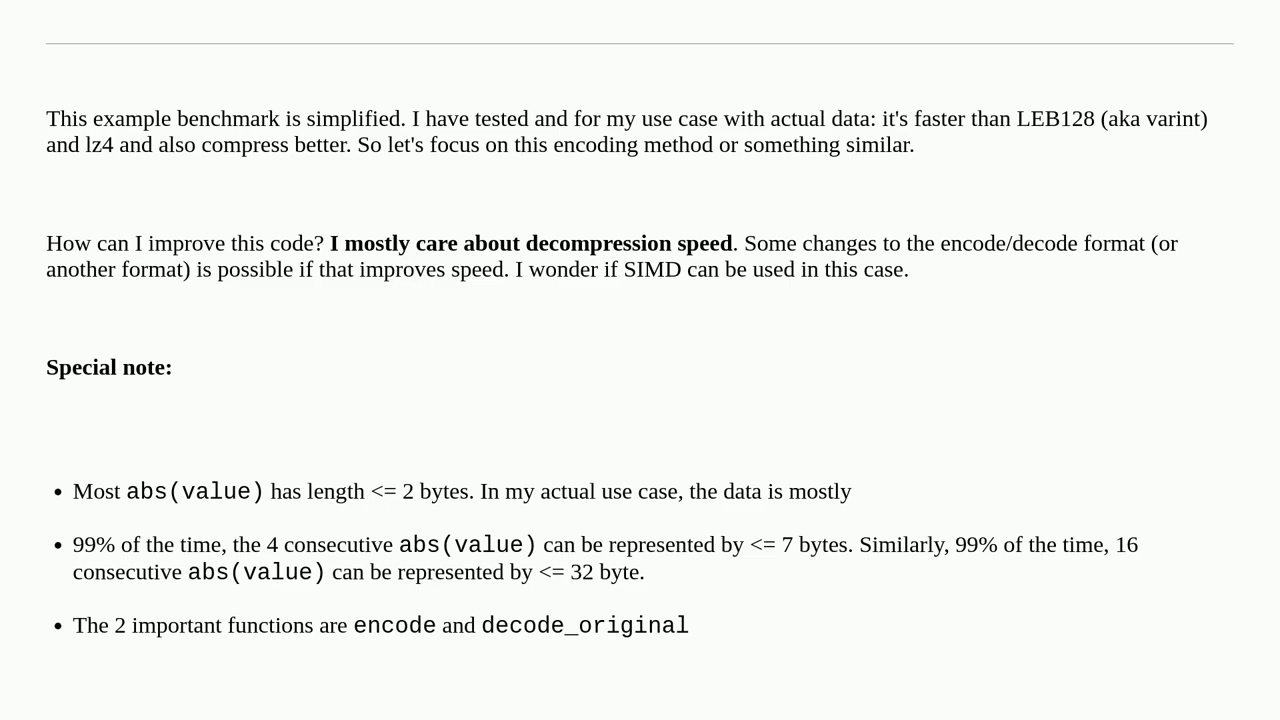 This example benchmark is simplified. I have tested and for my use case with actual data: it's faster than LEB128 (aka varint)
and lz4 and also compress better. So let's focus on this encoding method or something similar.
How can I improve this code? I mostly care about decompression speed. Some changes to the encode/decode format (or
another format) is possible if that improves speed. I wonder if SIMD can be used in this case.
Special note:
• Most abs(value) has length <= 2 bytes. In my actual use case, the data is mostly
• 99% of the time, the 4 consecutive abs(value) can be represented by <= 7 bytes. Similarly, 99% of the time, 16
consecutive abs(value) can be represented by <= 32 byte.
• The 2 important functions are encode and decode_original